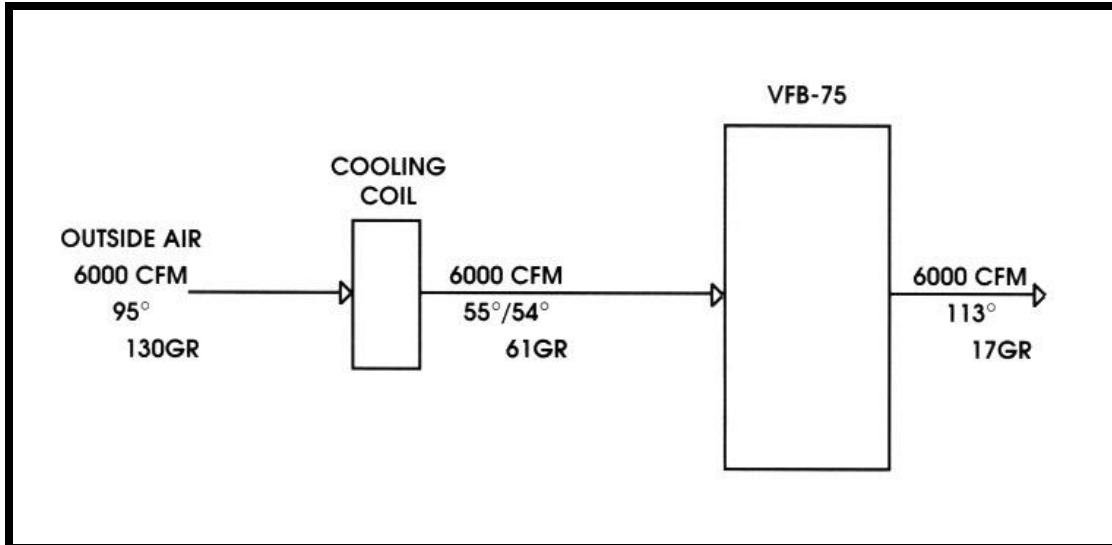 VFB-75
COOLING
COIL
OUTSIDE AIR
6000 CFM
95°
130GR
6000 CFM
55°/54°
61GR
6000 CFM
113°
17GR